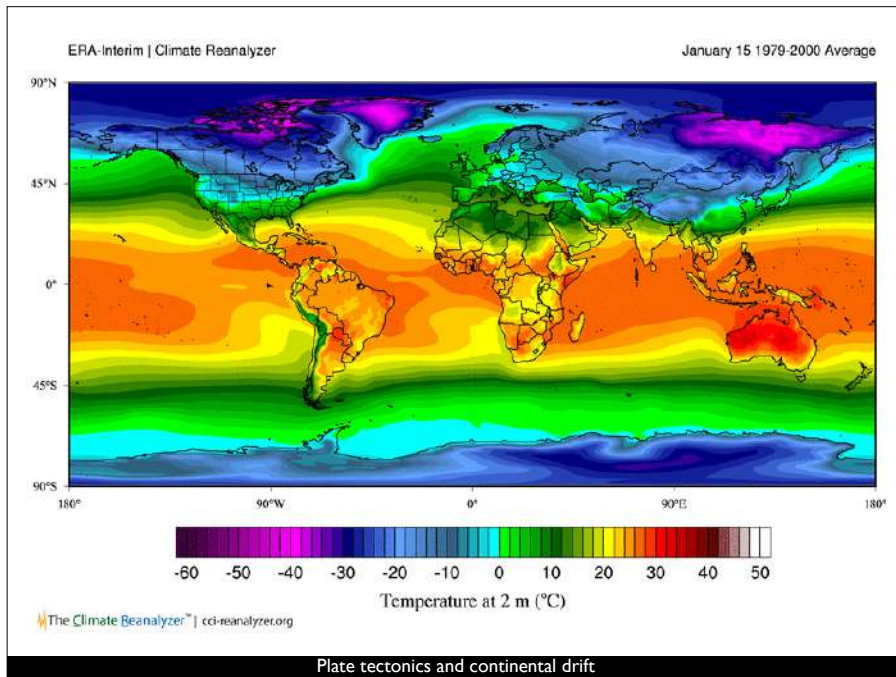 ERA-Interim | Climate Reanalyzer
January 15 1979-2000 Average
90°N
45°N
0°
45°S
90°S
180° 90°W 0° 90°E 180°
-60 -50 -40 -30 -20 -10 0 10 20 30 40 50
Temperature at 2 m (°C)
The Climate Reanalyzer™ | cci-reanalyzer.org
Plate tectonics and continental drift